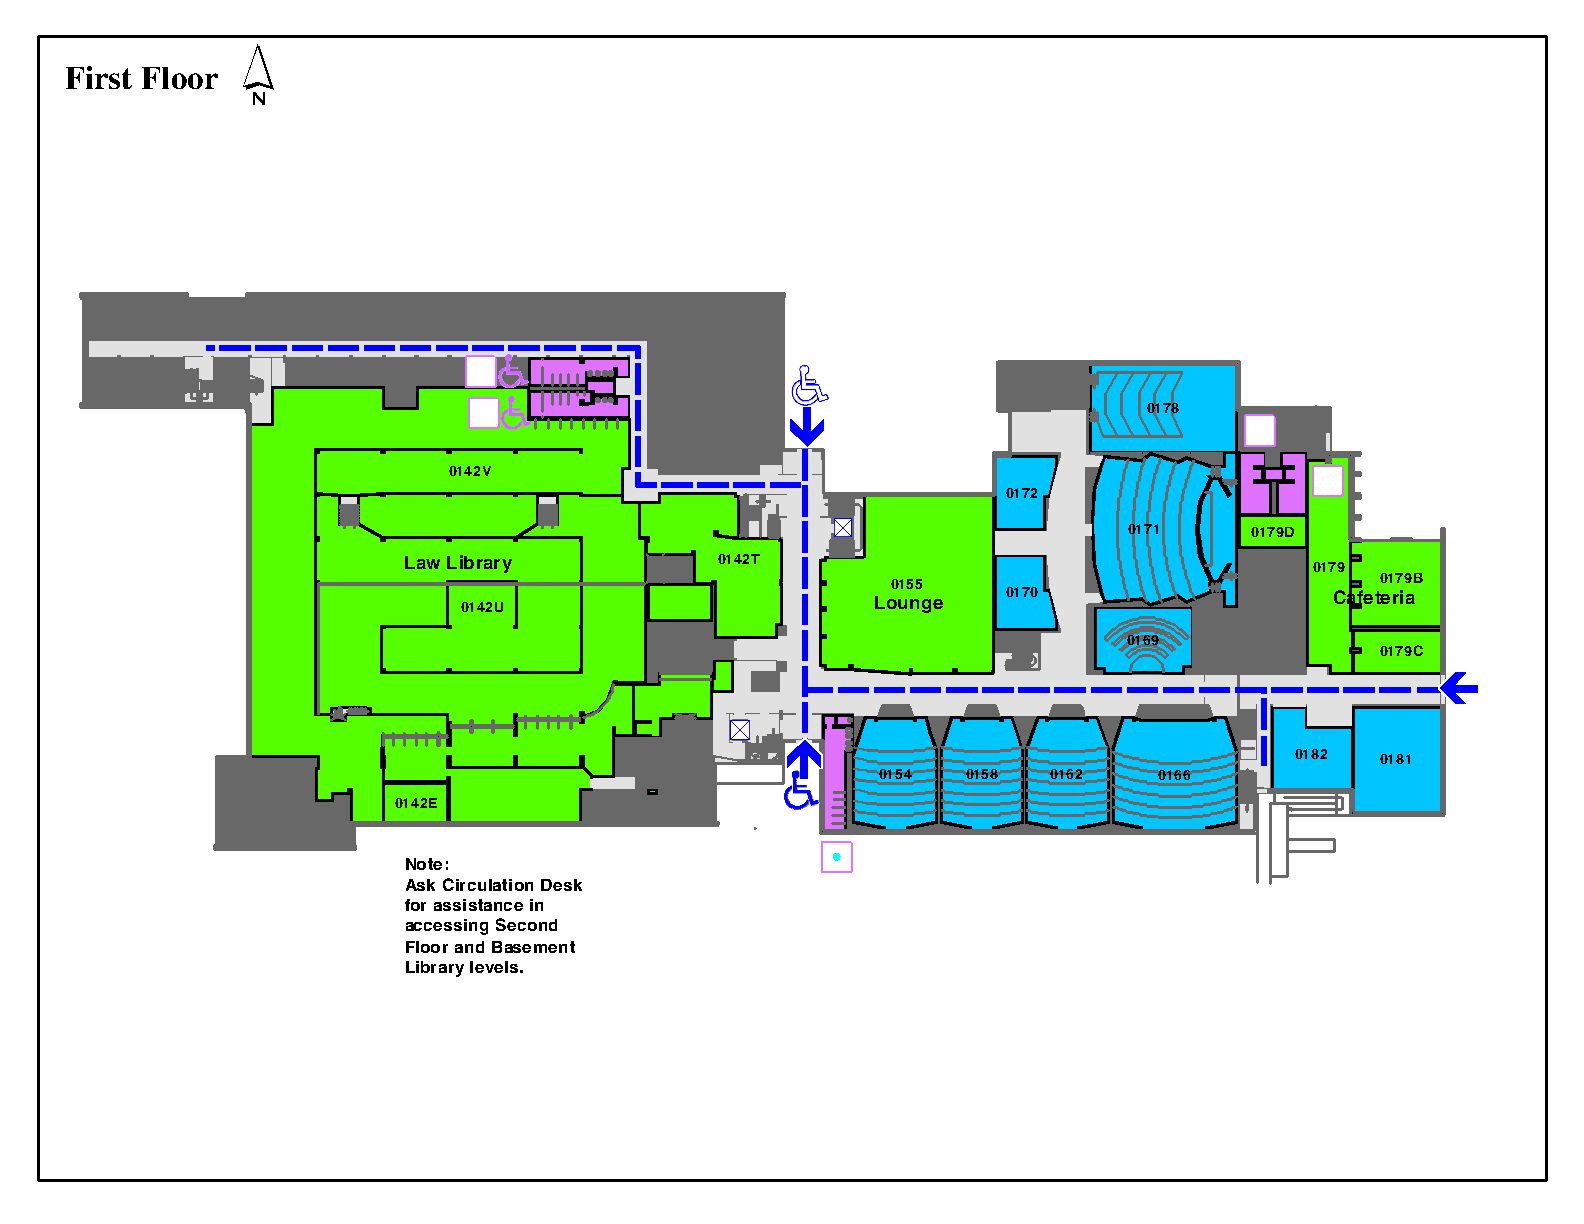 First Floor
N
0178
0142V
0172
0171
0179D
0142T
Law Library
0179
0179B
0155
Lounge
0170
Cafeteria
0142U
0169
0179C
0182
0181
0154
0158
0162
0166
0142E
Note:
Ask Circulation Desk
for assistance in
accessing Second
Floor and Basement
Library levels.